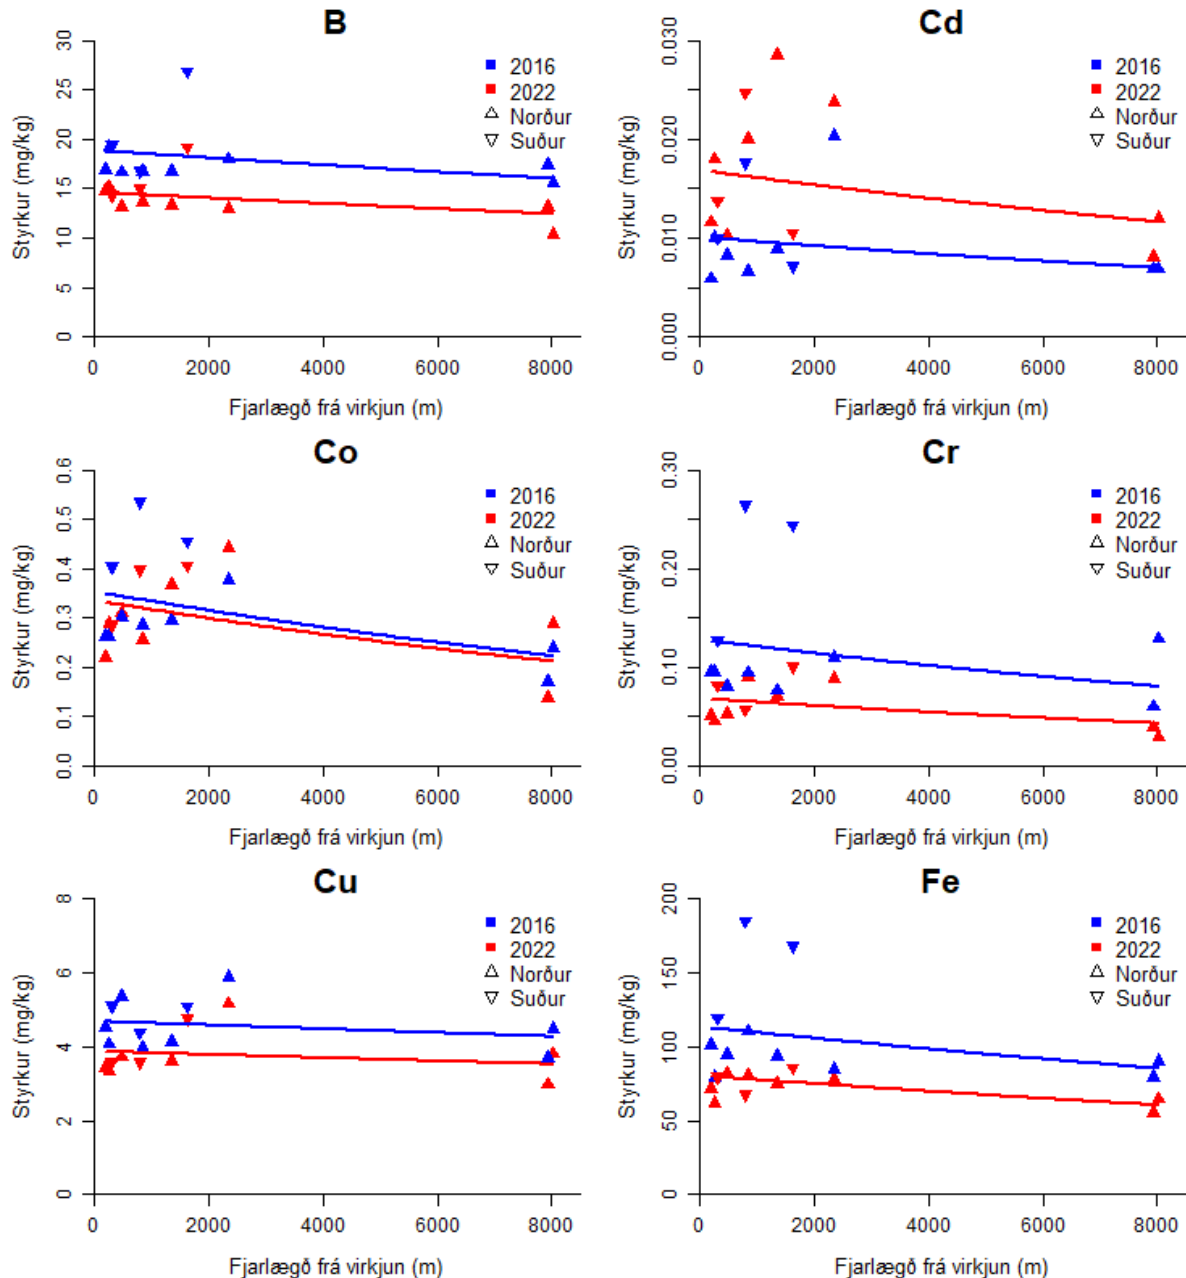 B
Styrkur (mg/kg)
0 5 10 15 20 25 30
2016
2022
Norður
Suður
0 2000 4000 6000 8000
Fjarlægð frá virkjun (m)
Cd
Styrkur (mg/kg)
0.000 0.010 0.020 0.030
2016
2022
Norður
Suður
0 2000 4000 6000 8000
Fjarlægð frá virkjun (m)
Co
Styrkur (mg/kg)
0.0 0.1 0.2 0.3 0.4 0.5 0.6
2016
2022
Norður
Suður
0 2000 4000 6000 8000
Fjarlægð frá virkjun (m)
Cr
Styrkur (mg/kg)
0.00 0.10 0.20 0.30
2016
2022
Norður
Suður
0 2000 4000 6000 8000
Fjarlægð frá virkjun (m)
Cu
Styrkur (mg/kg)
0 2 4 6 8
2016
2022
Norður
Suður
0 2000 4000 6000 8000
Fjarlægð frá virkjun (m)
Fe
Styrkur (mg/kg)
0 50 100 150 200
2016
2022
Norður
Suður
0 2000 4000 6000 8000
Fjarlægð frá virkjun (m)